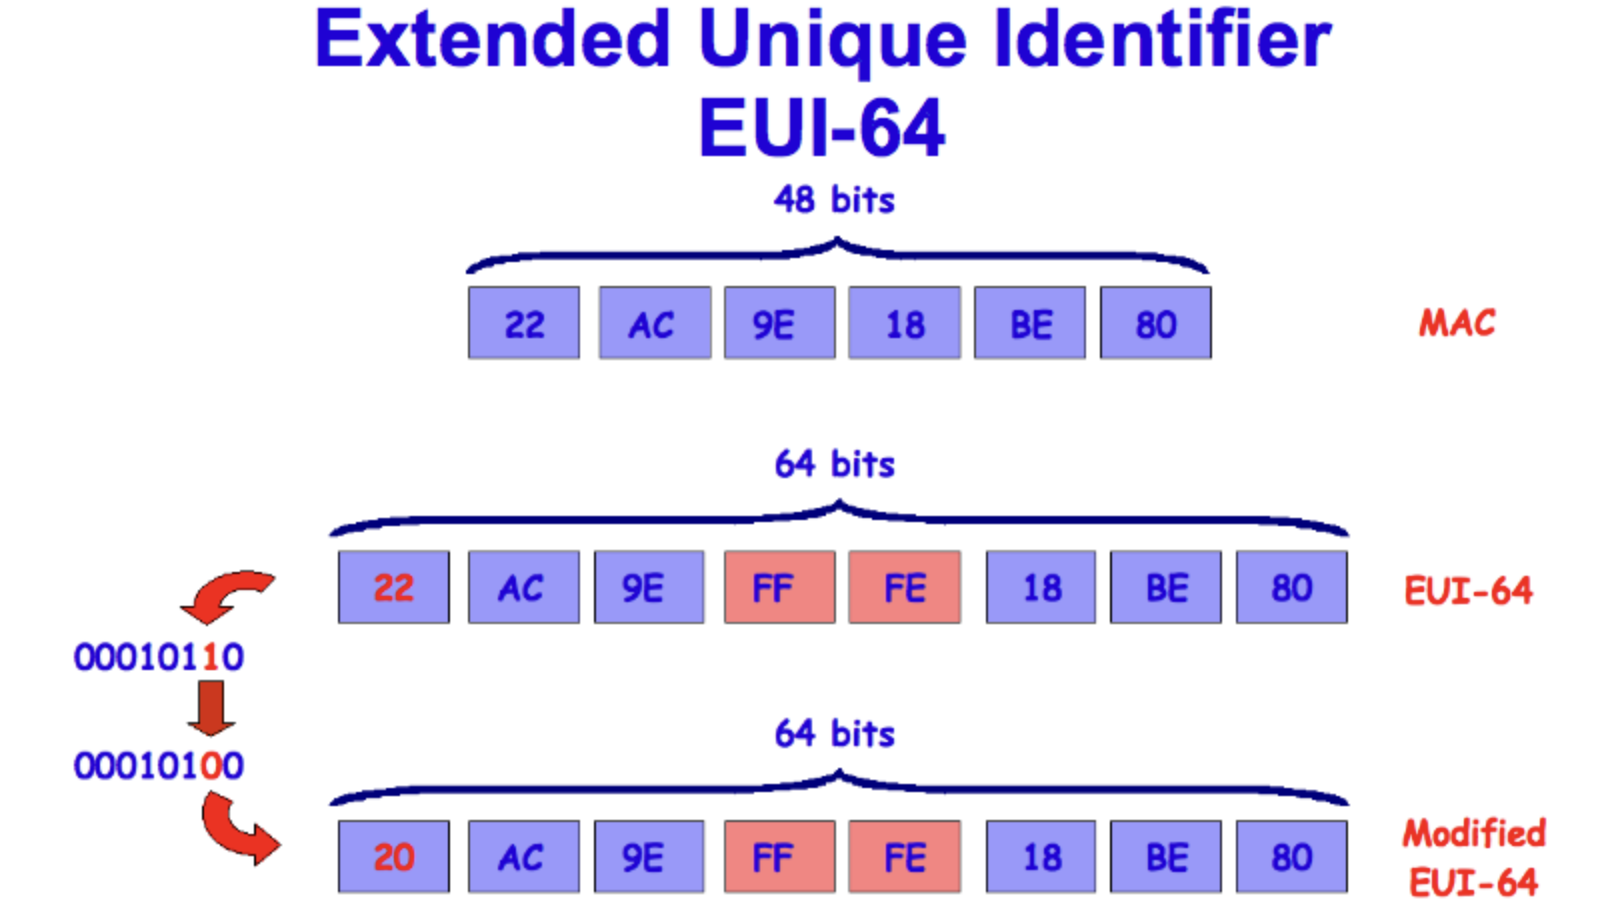 Extended Unique Identifier
EUI-64
48 bits
22 AC 9E 18 BE 80 MAC
64 bits
22 AC 9E FF FE 18 BE 80 EUI-64
00010110
00010100
64 bits
20 AC 9E FF FE 18 BE 80 Modified
EUI-64